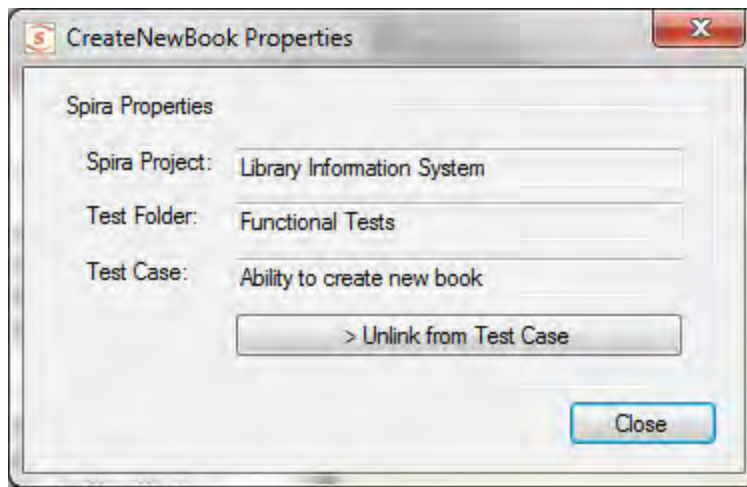 CreateNewBook Properties
Spira Properties
Spira Project: Library Information System
Test Folder: Functional Tests
Test Case: Ability to create new book
> Unlink from Test Case
Close